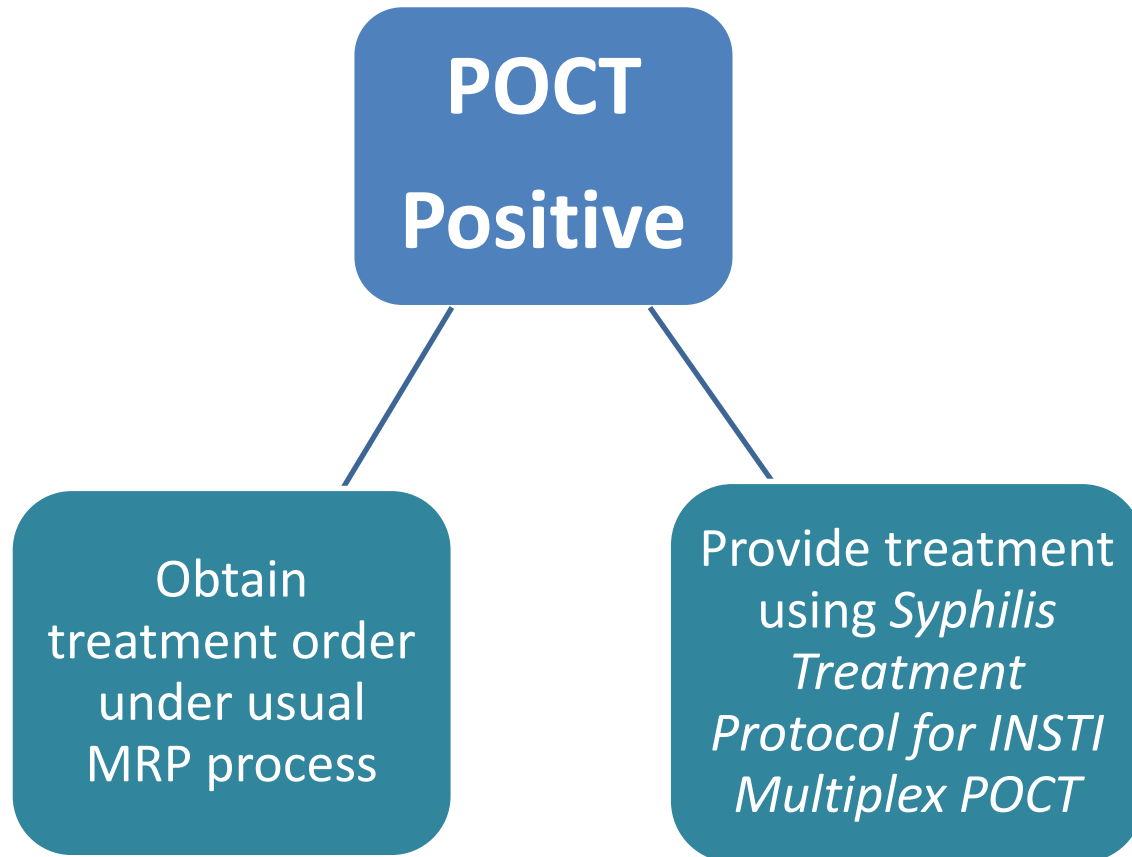 POCT
Positive
Obtain
treatment order
under usual
MRP process
Provide treatment
using Syphilis
Treatment
Protocol for INSTI
Multiplex POCT